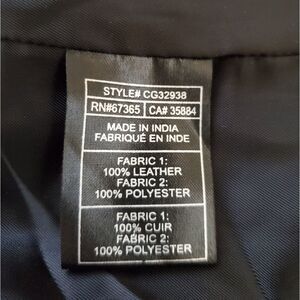 STYLE# CG32938
RN#67365 CA# 35884
MADE IN INDIA
FABRIQUÉ EN INDE
FABRIC 1:
100% LEATHER
FABRIC 2:
100% POLYESTER
FABRIC 1:
100% CUIR
FABRIC 2:
100% POLYESTER